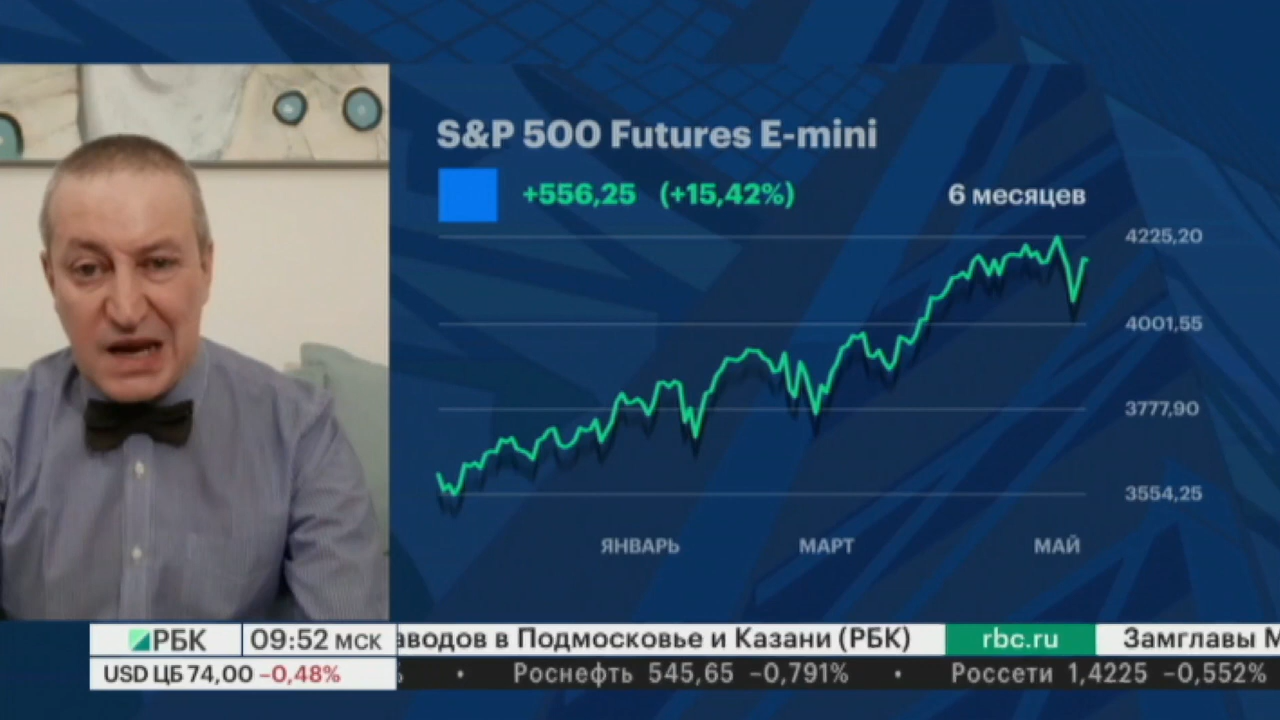 S&P 500 Futures E-mini
+556,25 (+15,42%) 6 месяцев
4225,20
4001,55
3777,90
3554,25
ЯНВАРЬ МАРТ МАЙ
РБК 09:52 МСК аводов в Подмосковье и Казани (РБК) rbc.ru Замглавы М
USD ЦБ 74,00 −0,48% % • Роснефть 545,65 −0,791% • Россети 1,4225 −0,552%